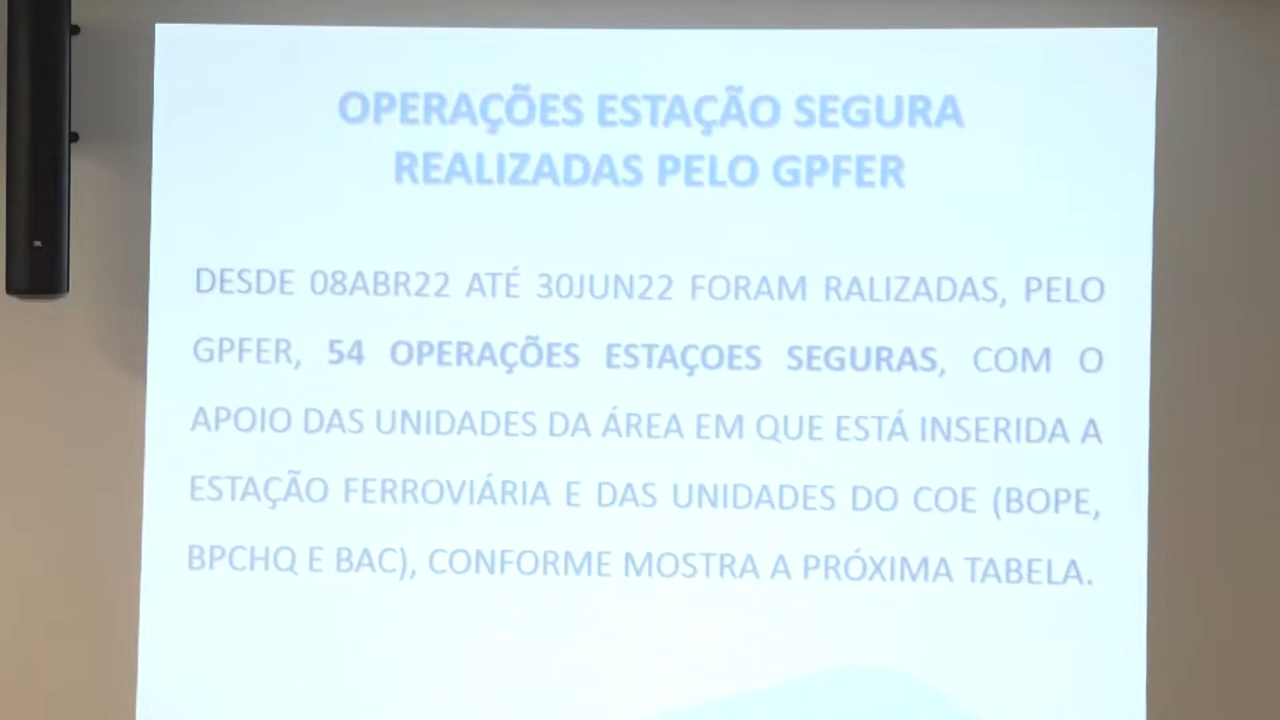 OPERAÇÕES ESTAÇÃO SEGURA
REALIZADAS PELO GPFER
DESDE 08ABR22 ATÉ 30JUN22 FORAM RALIZADAS, PELO
GPFER, 54 OPERAÇÕES ESTAÇOES SEGURAS, COM O
APOIO DAS UNIDADES DA ÁREA EM QUE ESTÁ INSERIDA A
ESTAÇÃO FERROVIÁRIA E DAS UNIDADES DO COE (BOPE,
BPCHQ E BAC), CONFORME MOSTRA A PRÓXIMA TABELA.